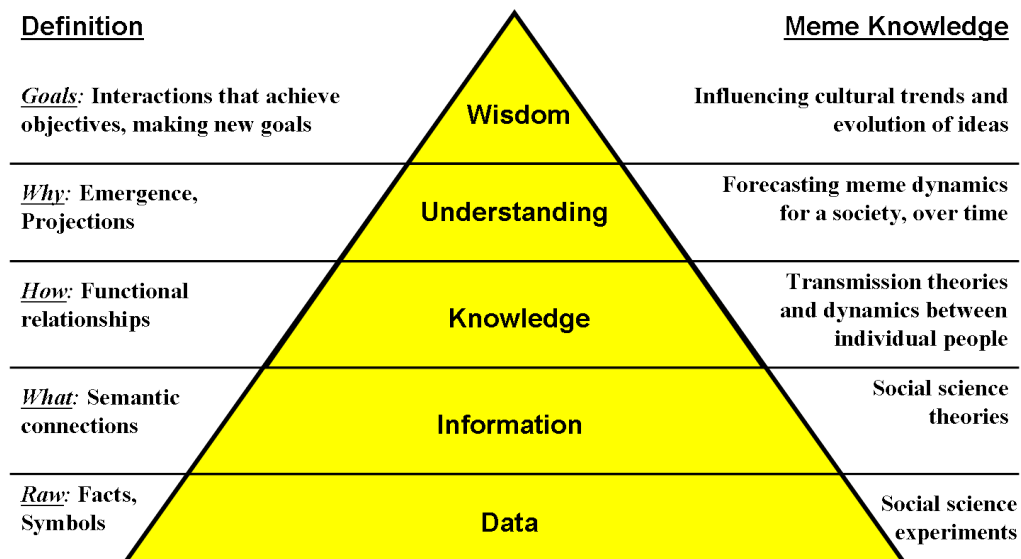 Definition
Meme Knowledge
Goals: Interactions that achieve
objectives, making new goals
Wisdom
Influencing cultural trends and
evolution of ideas
Why: Emergence,
Projections
Understanding
Forecasting meme dynamics
for a society, over time
How: Functional
relationships
Knowledge
Transmission theories
and dynamics between
individual people
What: Semantic
connections
Information
Social science
theories
Raw: Facts,
Symbols
Data
Social science
experiments